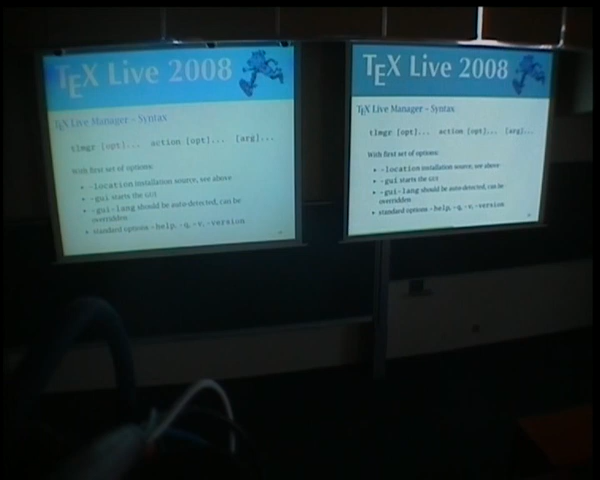 TEX Live 2008
TEX Live Manager – Syntax
tlmgr [opt]... action [opt]... [arg]...
With first set of options:
• -location installation source, see above
• -gui starts the GUI
• -gui-lang should be auto-detected, can be
overridden
• standard options -help, -q, -v, -version
TEX Live 2008
TEX Live Manager – Syntax
tlmgr [opt]... action [opt]... [arg]...
With first set of options:
• -location installation source, see above
• -gui starts the GUI
• -gui-lang should be auto-detected, can be
overridden
• standard options -help, -q, -v, -version